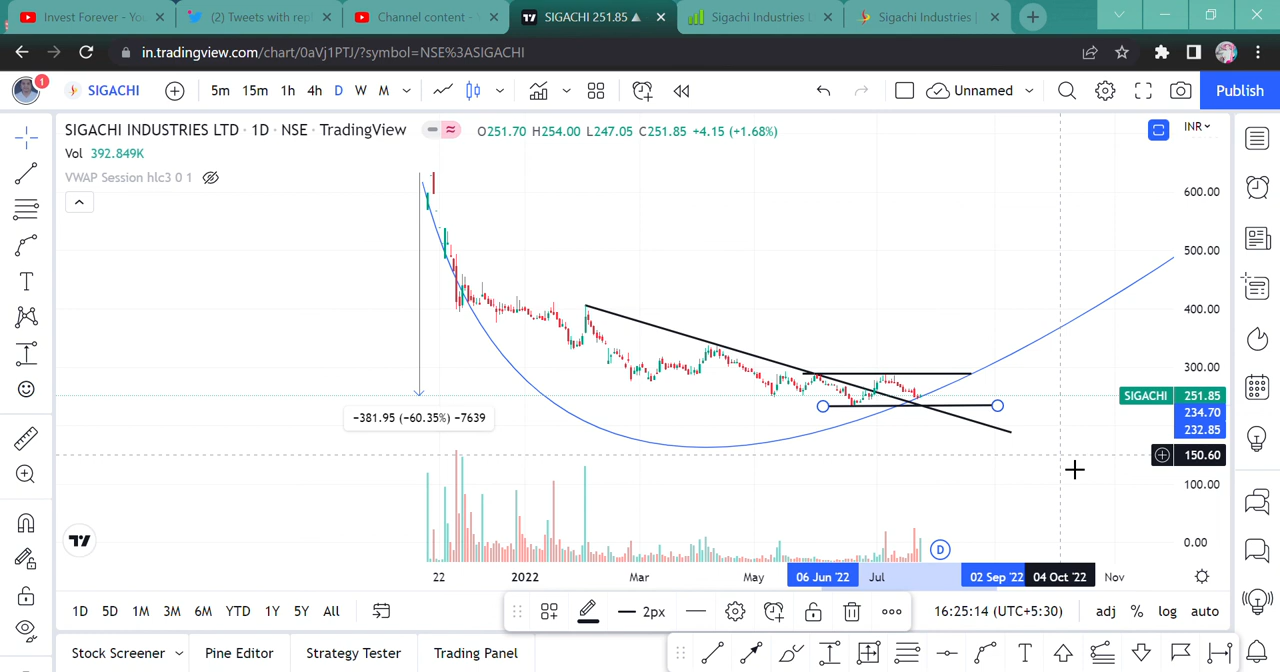 Invest Forever - Yo
(2) Tweets with rep
Channel content -
SIGACHI 251.85 ▲
Sigachi Industries L
Sigachi Industries |
in.tradingview.com/chart/0aVj1PTJ/?symbol=NSE%3ASIGACHI
1
SIGACHI 5m 15m 1h 4h D W M Unnamed Publish
SIGACHI INDUSTRIES LTD · 1D · NSE · TradingView O251.70 H254.00 L247.05 C251.85 +4.15 (+1.68%) INR
Vol 392.849K
VWAP Session hlc3 0 1
600.00
500.00
400.00
300.00
SIGACHI 251.85
234.70
232.85
150.60
100.00
0.00
−381.95 (−60.35%) −7639
D
22 2022 Mar May 06 Jun '22 Jul 02 Sep '22 04 Oct '22 Nov
1D 5D 1M 3M 6M YTD 1Y 5Y All 2px 16:25:14 (UTC+5:30) adj % log auto
Stock Screener Pine Editor Strategy Tester Trading Panel